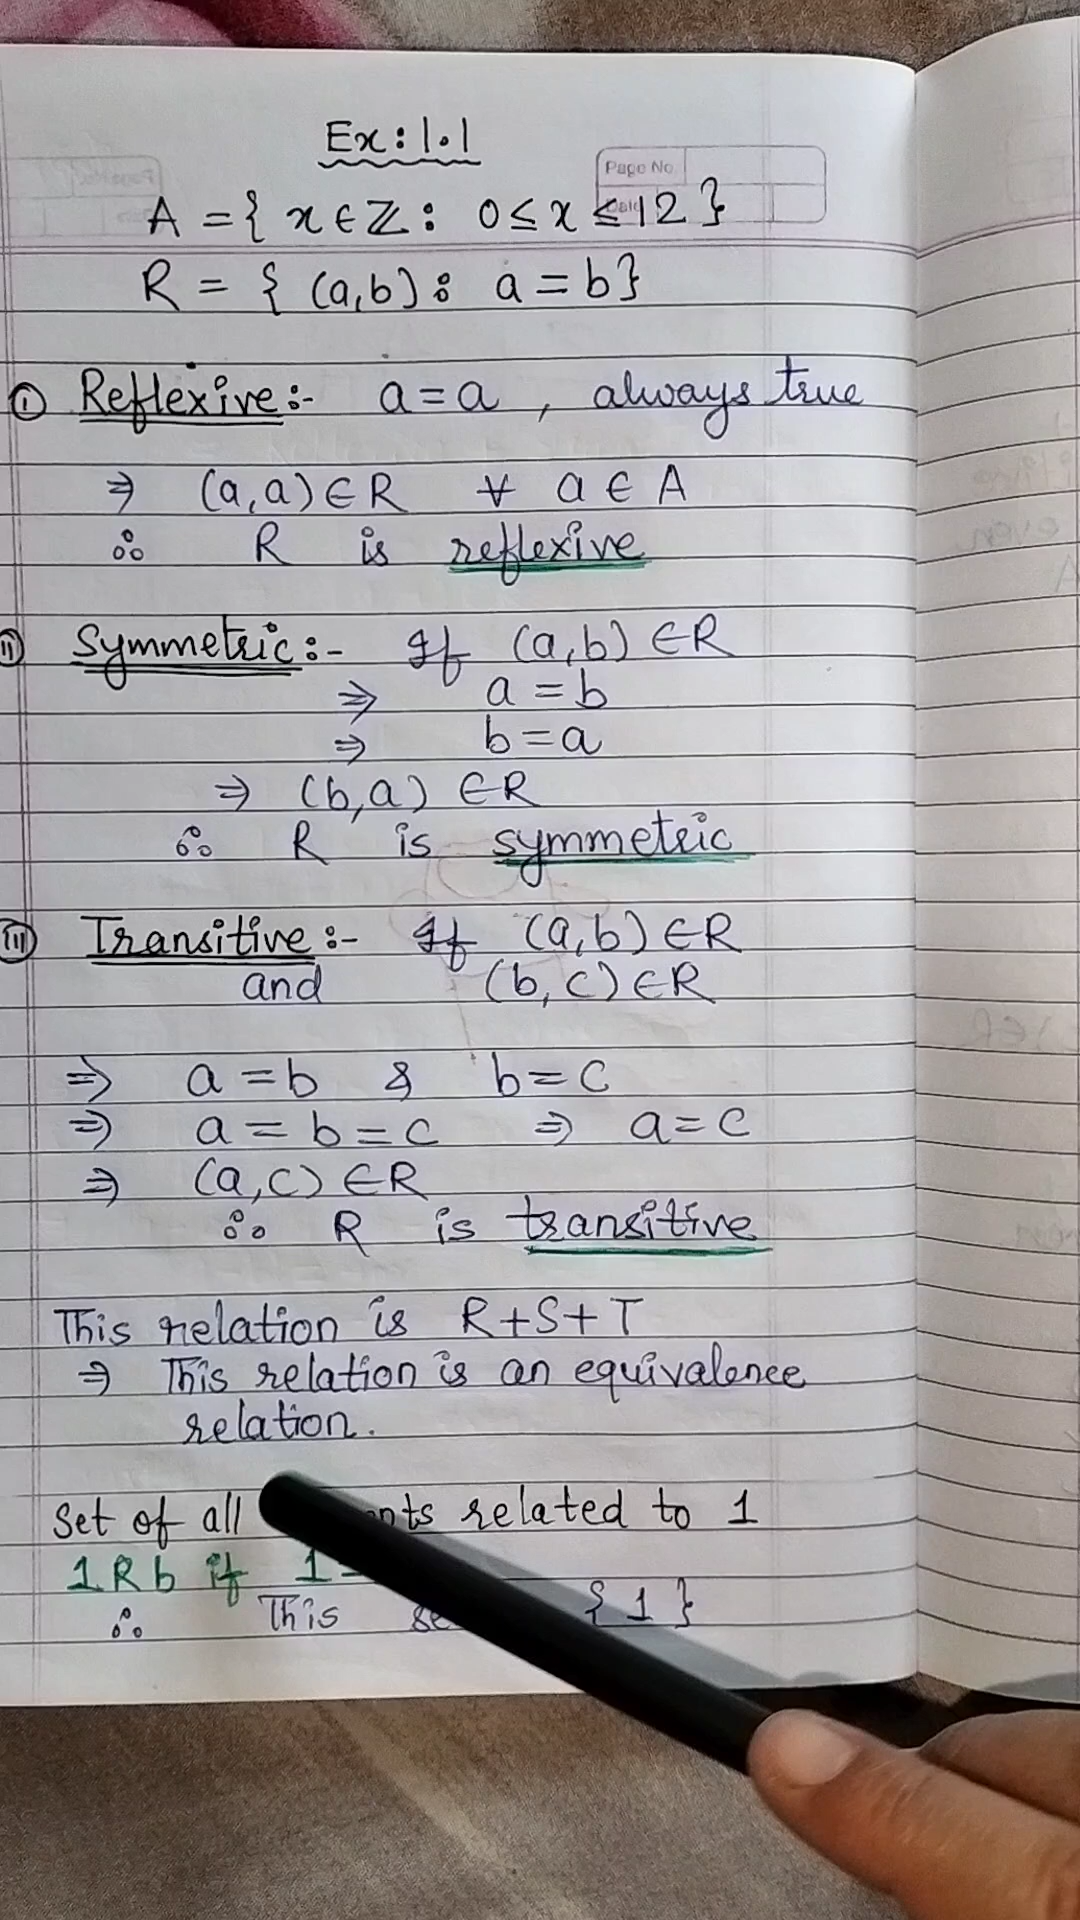 Ex: 1.1
Page No
Date
A = { x ∈ ℤ : 0 ≤ x ≤ 12 }
R = { (a,b) : a = b }
(i) Reflexive :- a = a , always true
⇒ (a,a) ∈ R ∀ a ∈ A
∴ R is reflexive
(ii) Symmetric :- If (a,b) ∈ R
⇒ a = b
⇒ b = a
⇒ (b,a) ∈ R
∴ R is symmetric
(iii) Transitive :- If (a,b) ∈ R
and (b,c) ∈ R
⇒ a = b & b = c
⇒ a = b = c ⇒ a = c
⇒ (a,c) ∈ R
∴ R is transitive
This relation is R+S+T
⇒ This relation is an equivalence
relation.
Set of all related to 1
1 R b if 1
∴ This { 1 }